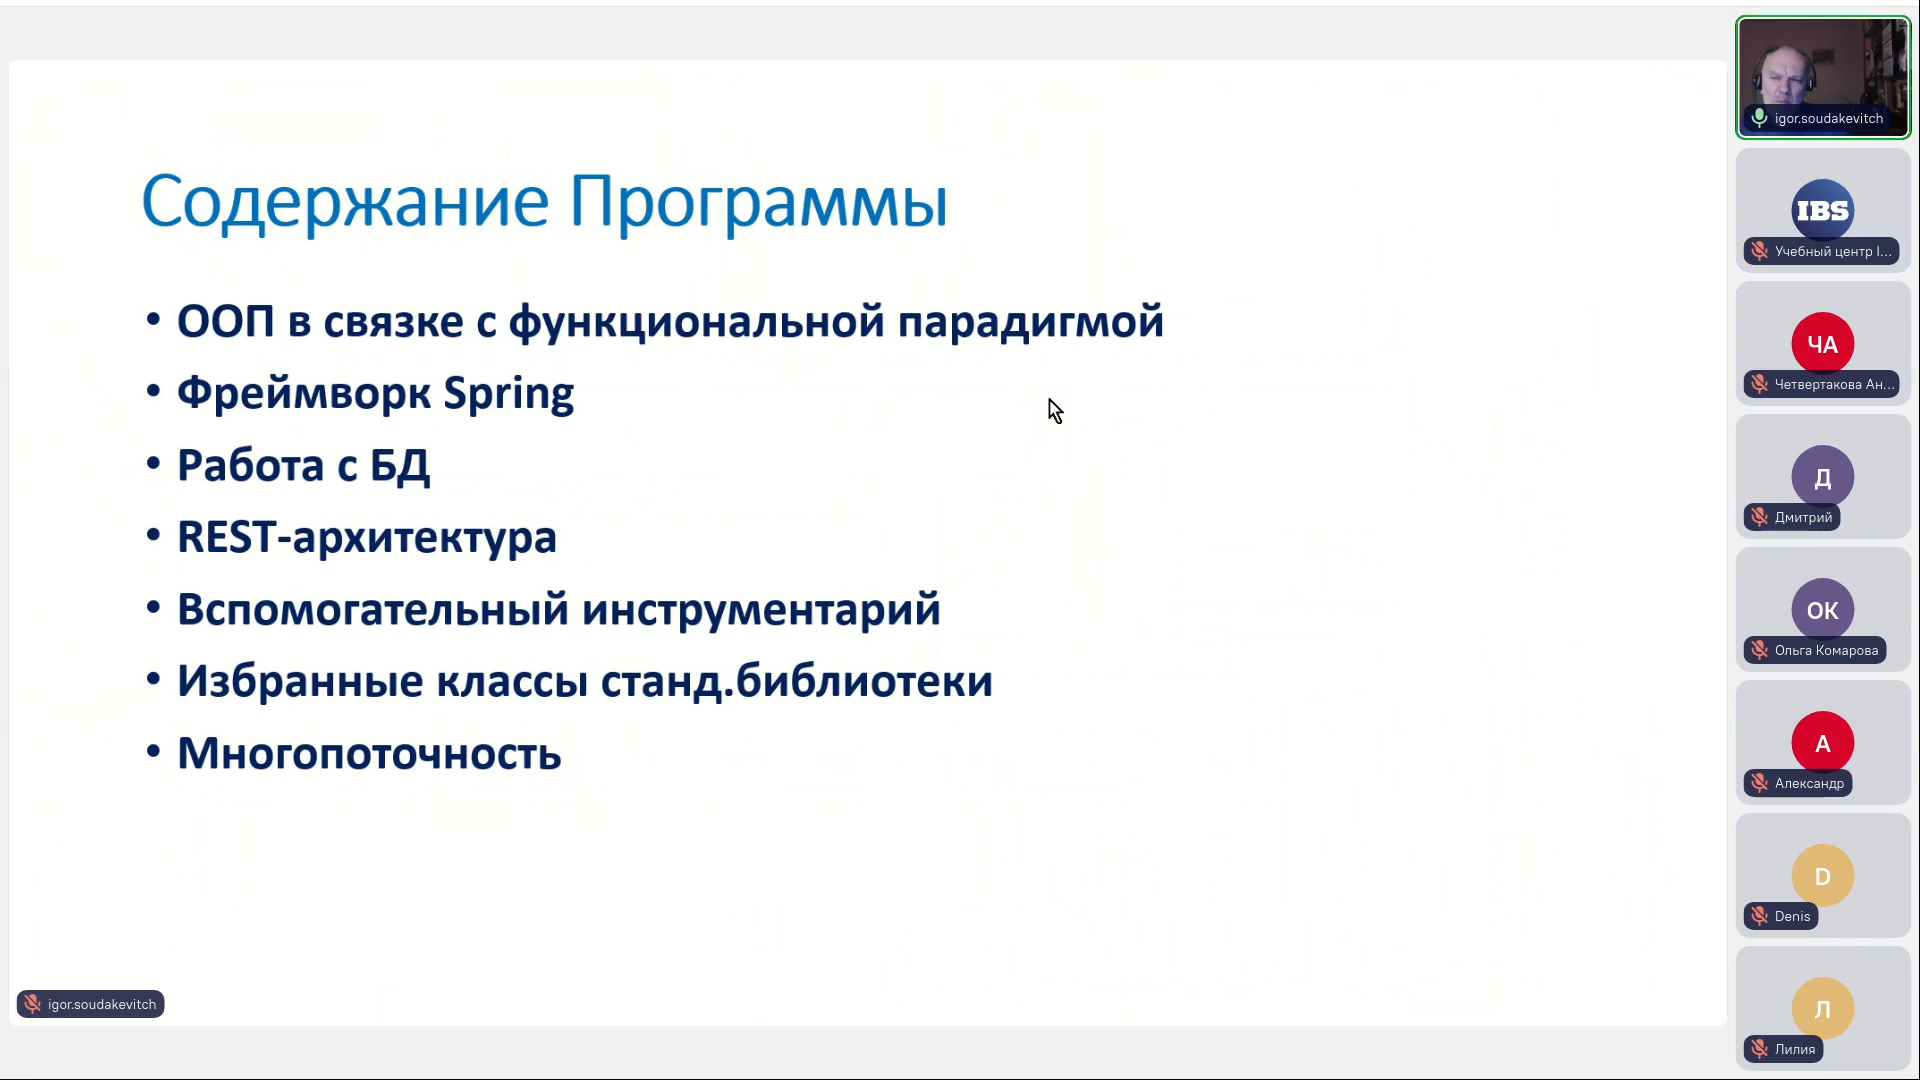 Содержание Программы
• ООП в связке с функциональной парадигмой
• Фреймворк Spring
• Работа с БД
• REST-архитектура
• Вспомогательный инструментарий
• Избранные классы станд.библиотеки
• Многопоточность
igor.soudakevitch
igor.soudakevitch
IBS
Учебный центр I...
ЧА
Четвертакова Ан...
Д
Дмитрий
ОК
Ольга Комарова
А
Александр
D
Denis
Л
Лилия